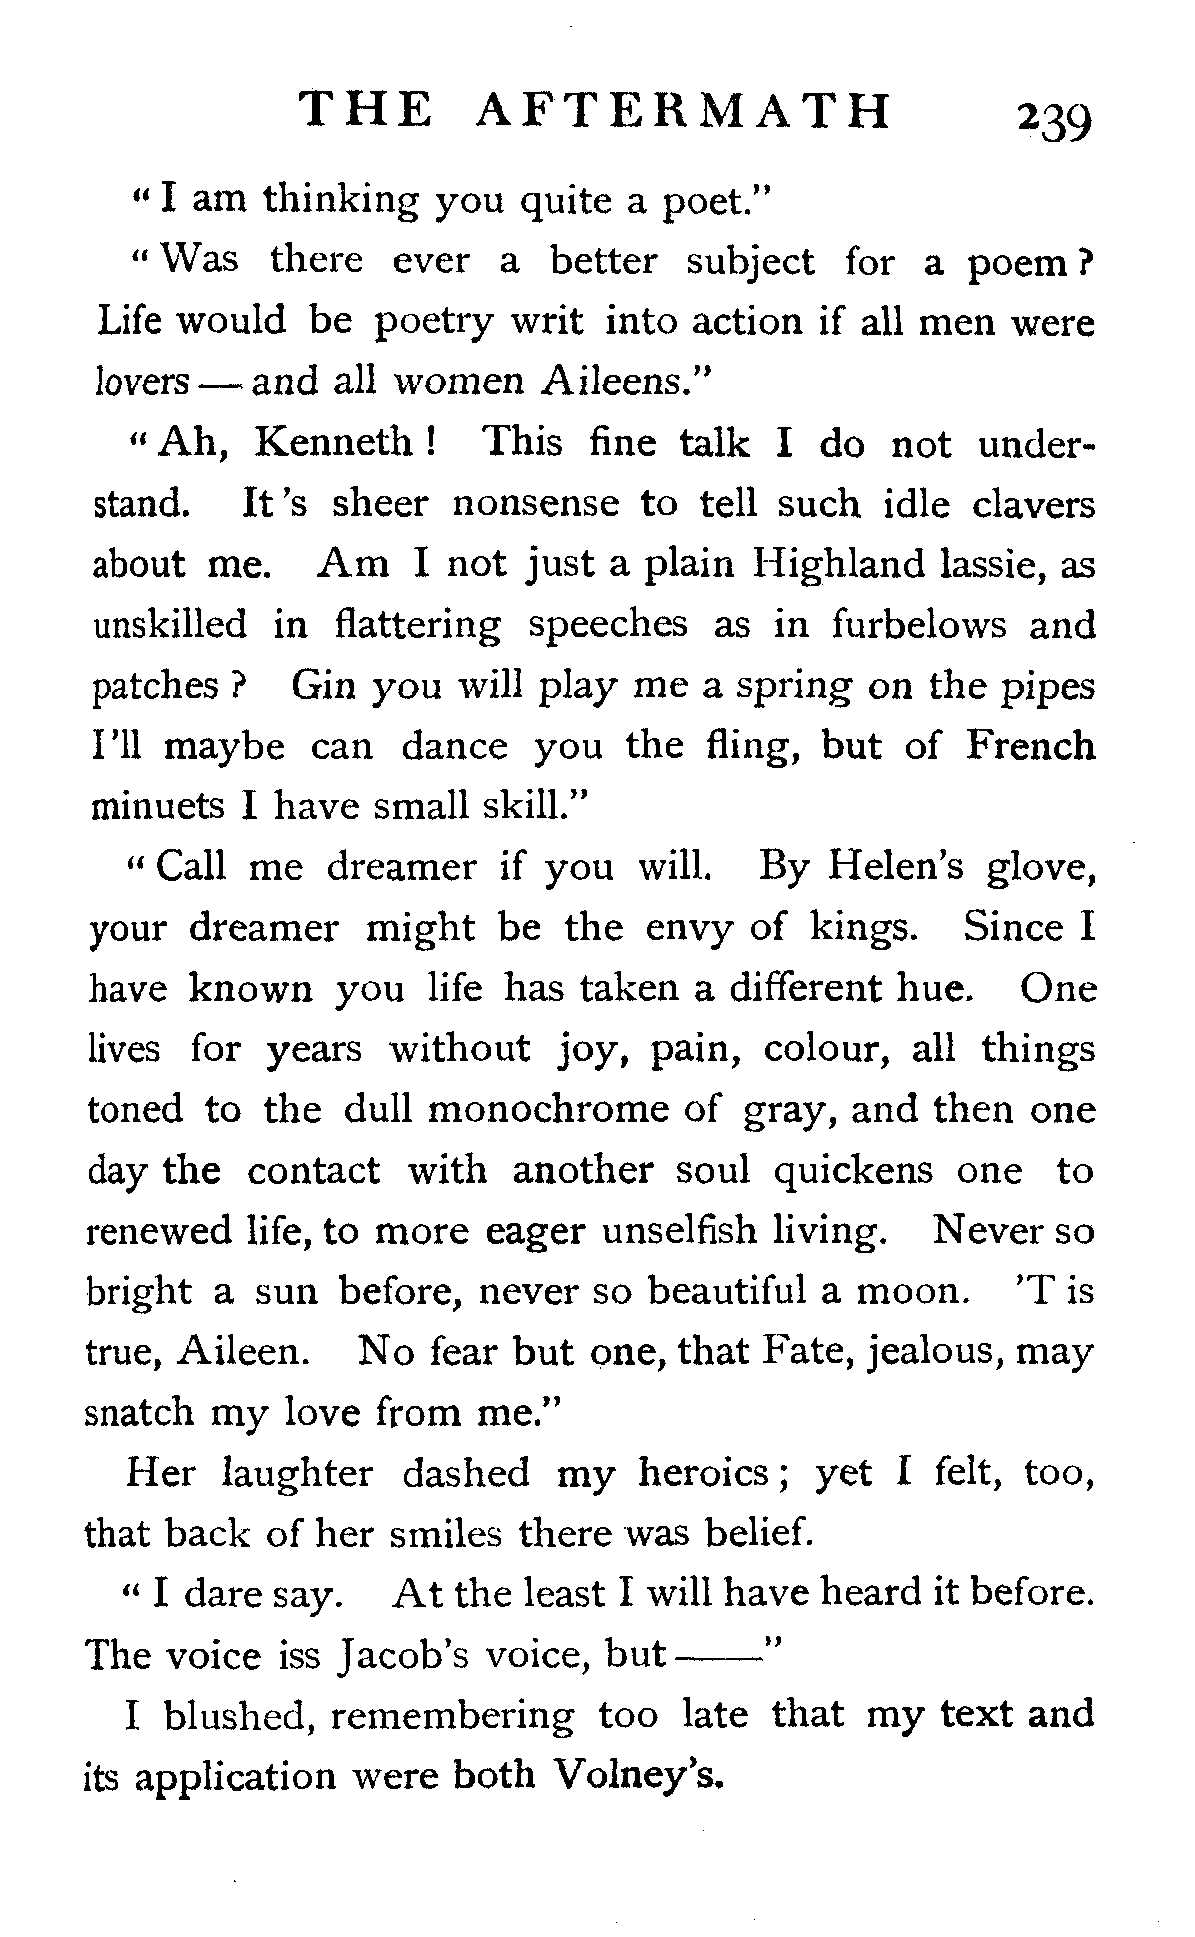 THE AFTERMATH 239
" I am thinking you quite a poet."
" Was there ever a better subject for a poem ?
Life would be poetry writ into action if all men were
lovers — and all women Aileens."
" Ah, Kenneth ! This fine talk I do not under-
stand. It 's sheer nonsense to tell such idle clavers
about me. Am I not just a plain Highland lassie, as
unskilled in flattering speeches as in furbelows and
patches ? Gin you will play me a spring on the pipes
I 'll maybe can dance you the fling, but of French
minuets I have small skill."
" Call me dreamer if you will. By Helen's glove,
your dreamer might be the envy of kings. Since I
have known you life has taken a different hue. One
lives for years without joy, pain, colour, all things
toned to the dull monochrome of gray, and then one
day the contact with another soul quickens one to
renewed life, to more eager unselfish living. Never so
bright a sun before, never so beautiful a moon. 'T is
true, Aileen. No fear but one, that Fate, jealous, may
snatch my love from me."
Her laughter dashed my heroics ; yet I felt, too,
that back of her smiles there was belief.
" I dare say. At the least I will have heard it before.
The voice iss Jacob's voice, but ——"
I blushed, remembering too late that my text and
its application were both Volney's.